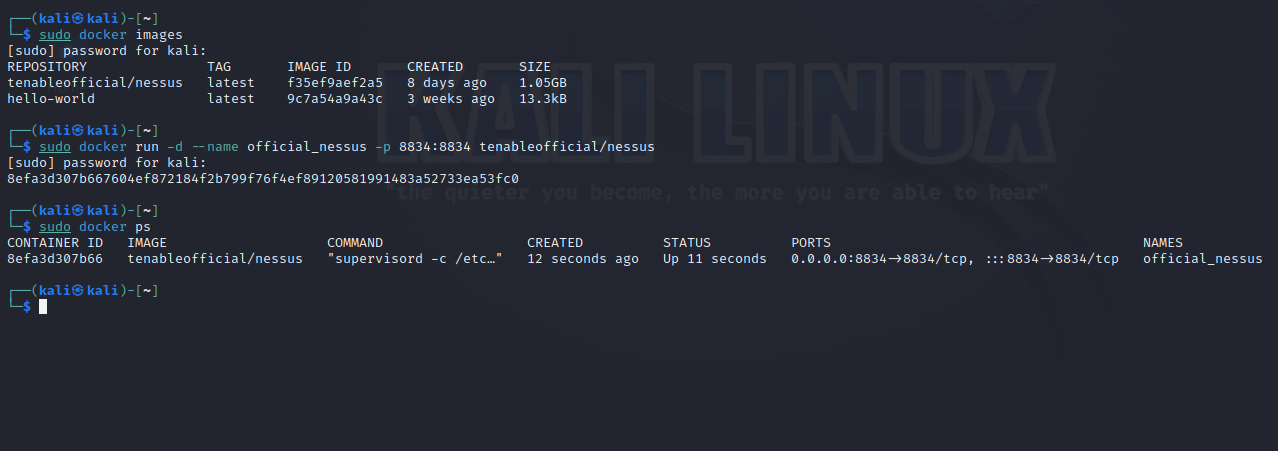 ┌──(kali㉿kali)-[~]
└─$ sudo docker images
[sudo] password for kali:
REPOSITORY               TAG       IMAGE ID       CREATED       SIZE
tenableofficial/nessus   latest    f35ef9aef2a5   8 days ago    1.05GB
hello-world              latest    9c7a54a9a43c   3 weeks ago   13.3kB
┌──(kali㉿kali)-[~]
└─$ sudo docker run -d --name official_nessus -p 8834:8834 tenableofficial/nessus
[sudo] password for kali:
8efa3d307b667604ef872184f2b799f76f4ef89120581991483a52733ea53fc0
┌──(kali㉿kali)-[~]
└─$ sudo docker ps
CONTAINER ID   IMAGE                    COMMAND                  CREATED          STATUS          PORTS                                       NAMES
8efa3d307b66   tenableofficial/nessus   "supervisord -c /etc…"   12 seconds ago   Up 11 seconds   0.0.0.0:8834→8834/tcp, :::8834→8834/tcp   official_nessus
┌──(kali㉿kali)-[~]
└─$
KALI LINUX
"the quieter you become, the more you are able to hear"